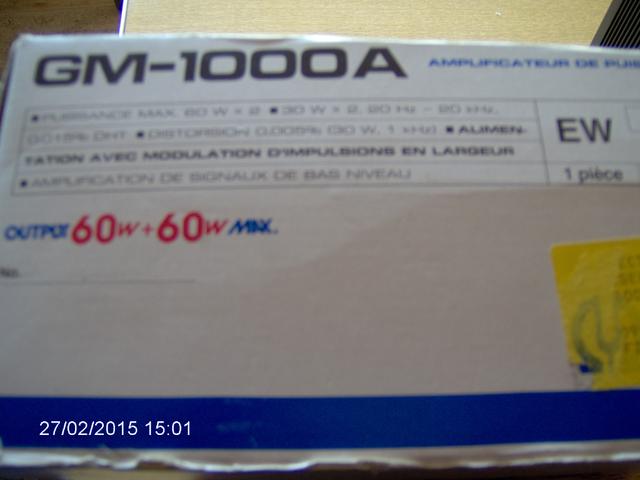 GM-1000A AMPLIFICATEUR DE PUIS
■ PUISSANCE MAX. 60 W × 2 ■ 30 W × 2, 20 Hz – 20 kHz,
0,015% DHT ■ DISTORSION 0,005% (30 W, 1 kHz) ■ ALIMEN-
TATION AVEC MODULATION D'IMPULSIONS EN LARGEUR
■ AMPLIFICATION DE SIGNAUX DE BAS NIVEAU
EW
1 pièce
OUTPUT 60W+60W MAX.
No.
27/02/2015 15:01